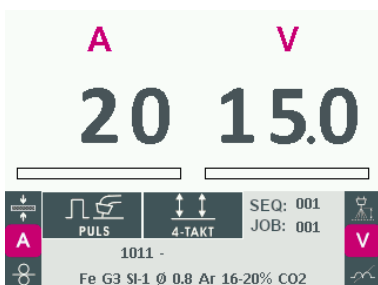 A V
20 15.0
PULS 4-TAKT SEQ: 001
JOB: 001
A V
1011 -
Fe G3 SI-1 Ø 0.8 Ar 16-20% CO2